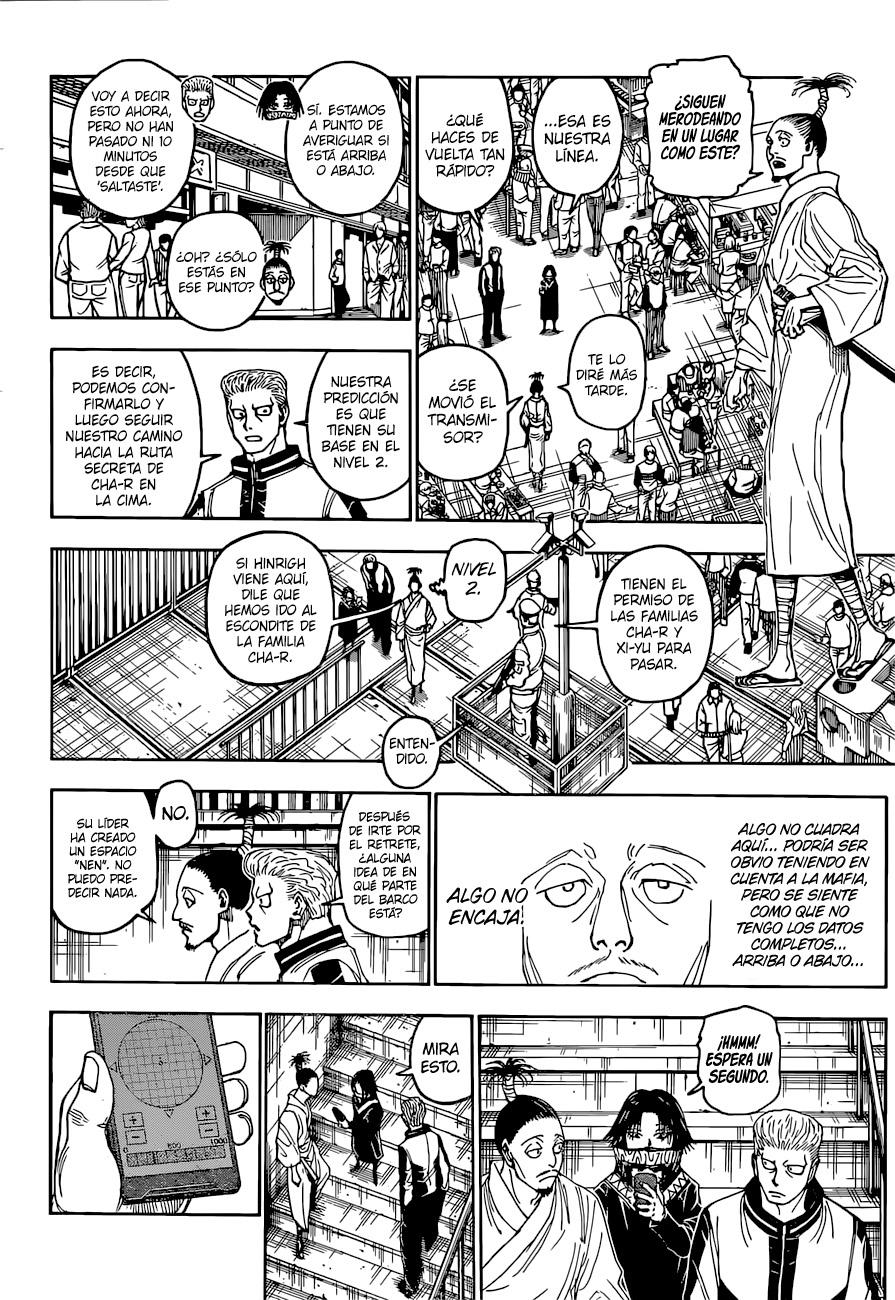 ¿SIGUEN
MERODEANDO
EN UN LUGAR
COMO ESTE?
...ESA ES
NUESTRA
LÍNEA.
¿QUÉ
HACES DE
VUELTA TAN
RÁPIDO?
TE LO
DIRÉ MÁS
TARDE.
¿SE
MOVIÓ EL
TRANSMI-
SOR?
SÍ. ESTAMOS
A PUNTO DE
AVERIGUAR SI
ESTÁ ARRIBA
O ABAJO.
VOY A DECIR
ESTO AHORA,
PERO NO HAN
PASADO NI 10
MINUTOS
DESDE QUE
'SALTASTE'.
¿OH? ¿SÓLO
ESTÁS EN
ESE PUNTO?
NUESTRA
PREDICCIÓN
ES QUE
TIENEN SU
BASE EN EL
NIVEL 2.
ES DECIR,
PODEMOS CON-
FIRMARLO Y
LUEGO SEGUIR
NUESTRO CAMINO
HACIA LA RUTA
SECRETA DE
CHA-R EN
LA CIMA.
TIENEN EL
PERMISO DE
LAS FAMILIAS
CHA-R Y
XI-YU PARA
PASAR.
NIVEL
2.
SI HINRIGH
VIENE AQUÍ,
DILE QUE
HEMOS IDO AL
ESCONDITE DE
LA FAMILIA
CHA-R.
ENTEN-
DIDO.
ALGO NO CUADRA
AQUÍ... PODRÍA SER
OBVIO TENIENDO EN
CUENTA A LA MAFIA,
PERO SE SIENTE
COMO QUE NO
TENGO LOS DATOS
COMPLETOS...
ARRIBA O ABAJO...
ALGO NO
ENCAJA.
DESPUÉS
DE IRTE POR
EL RETRETE,
¿ALGUNA
IDEA DE EN
QUÉ PARTE
DEL BARCO
ESTÁ?
NO.
SU LÍDER
HA CREADO
UN ESPACIO
"NEN". NO
PUEDO PRE-
DECIR NADA.
¡HMMM!
ESPERA UN
SEGUNDO.
MIRA
ESTO.
+ +
− −
0 500 1000